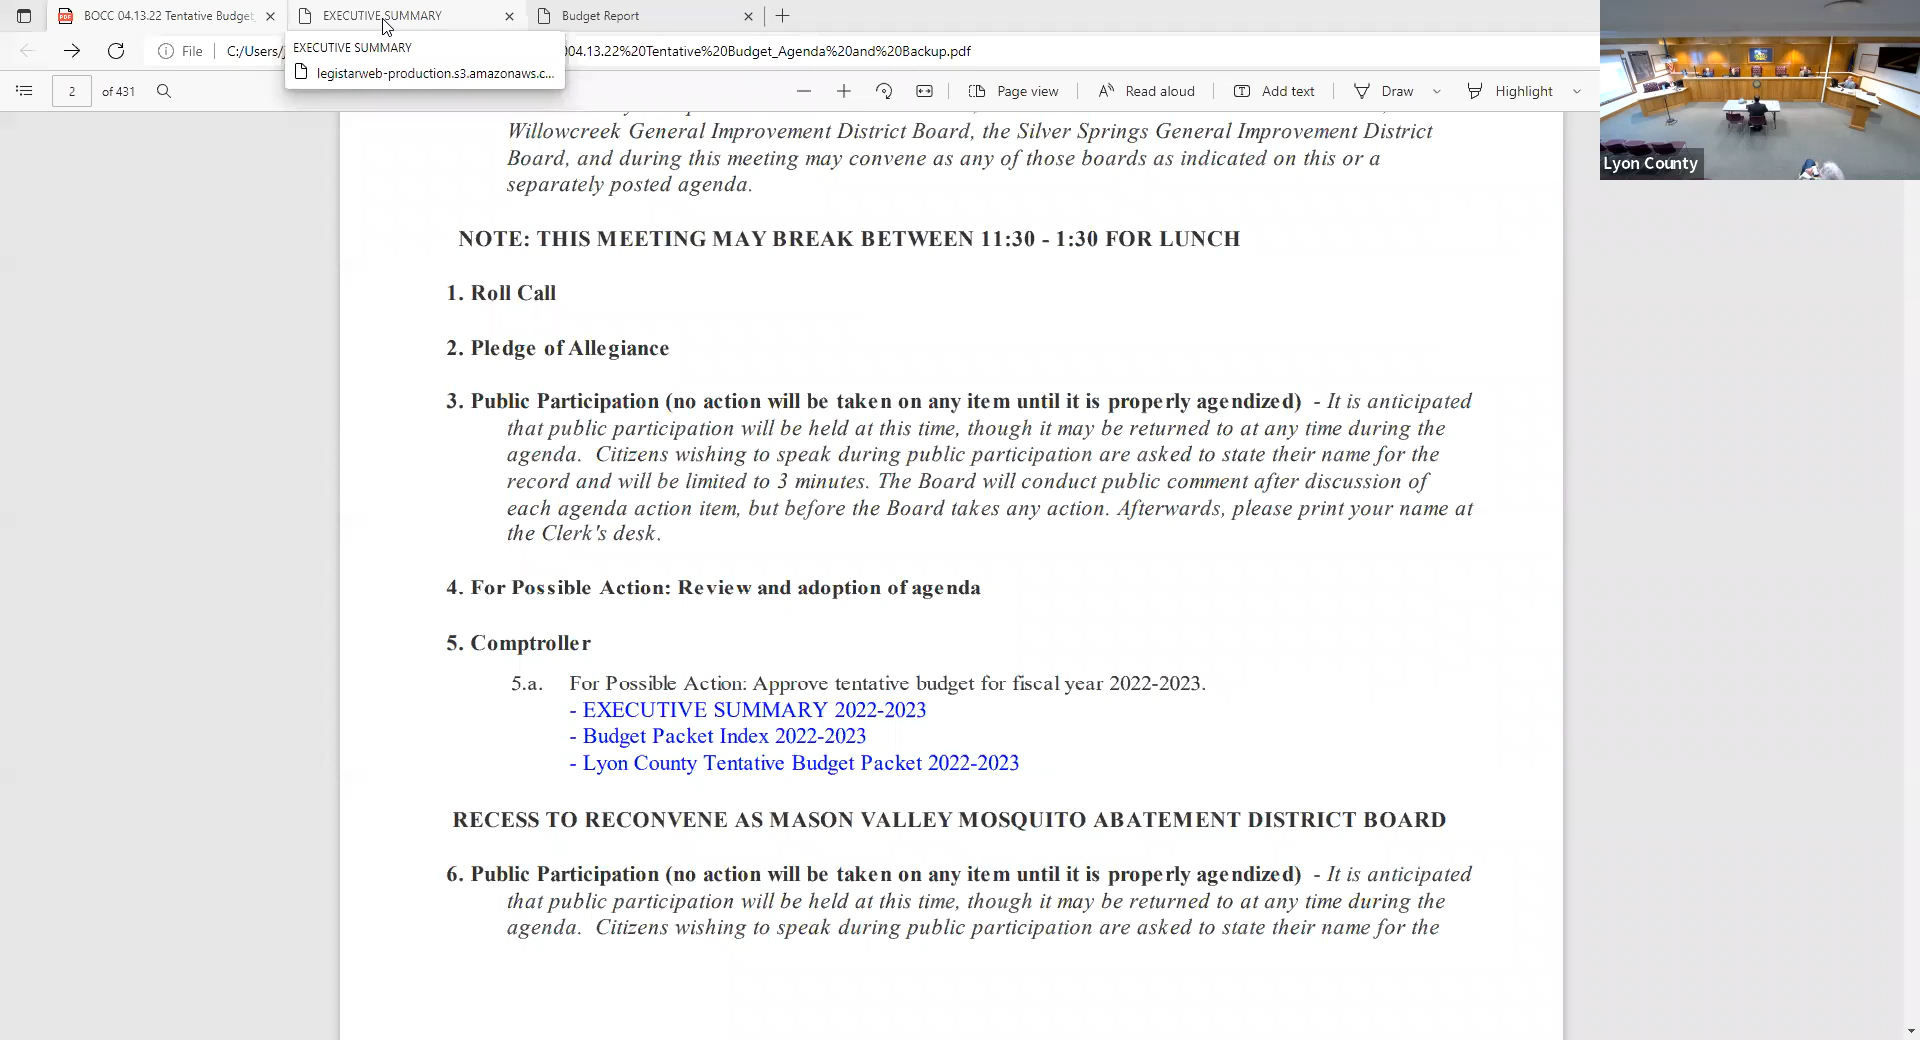 BOCC 04.13.22 Tentative Budget
EXECUTIVE SUMMARY
Budget Report
File
C:/Users/
004.13.22%20Tentative%20Budget_Agenda%20and%20Backup.pdf
EXECUTIVE SUMMARY
legistarweb-production.s3.amazonaws.c...
2 of 431
Page view
Read aloud
Add text
Draw
Highlight
Lyon County
Willowcreek General Improvement District Board, the Silver Springs General Improvement District
Board, and during this meeting may convene as any of those boards as indicated on this or a
separately posted agenda.
NOTE: THIS MEETING MAY BREAK BETWEEN 11:30 - 1:30 FOR LUNCH
1. Roll Call
2. Pledge of Allegiance
3. Public Participation (no action will be taken on any item until it is properly agendized) - It is anticipated
that public participation will be held at this time, though it may be returned to at any time during the
agenda. Citizens wishing to speak during public participation are asked to state their name for the
record and will be limited to 3 minutes. The Board will conduct public comment after discussion of
each agenda action item, but before the Board takes any action. Afterwards, please print your name at
the Clerk's desk.
4. For Possible Action: Review and adoption of agenda
5. Comptroller
5.a. For Possible Action: Approve tentative budget for fiscal year 2022-2023.
- EXECUTIVE SUMMARY 2022-2023
- Budget Packet Index 2022-2023
- Lyon County Tentative Budget Packet 2022-2023
RECESS TO RECONVENE AS MASON VALLEY MOSQUITO ABATEMENT DISTRICT BOARD
6. Public Participation (no action will be taken on any item until it is properly agendized) - It is anticipated
that public participation will be held at this time, though it may be returned to at any time during the
agenda. Citizens wishing to speak during public participation are asked to state their name for the